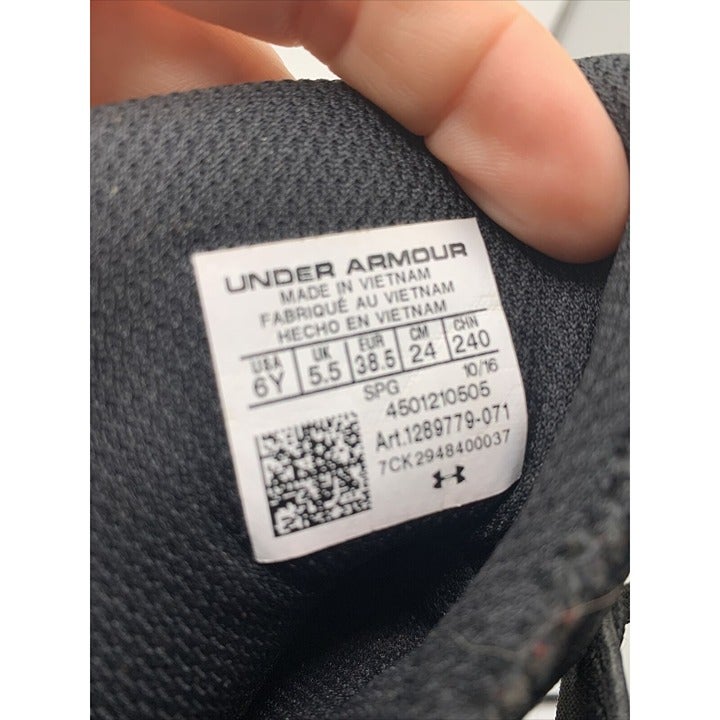 UNDER ARMOUR
MADE IN VIETNAM
FABRIQUÉ AU VIETNAM
HECHO EN VIETNAM
USA UK EUR CM CHN
6Y 5.5 38.5 24 240
SPG 10/16
4501210505
Art.1289779-071
7CK2948400037